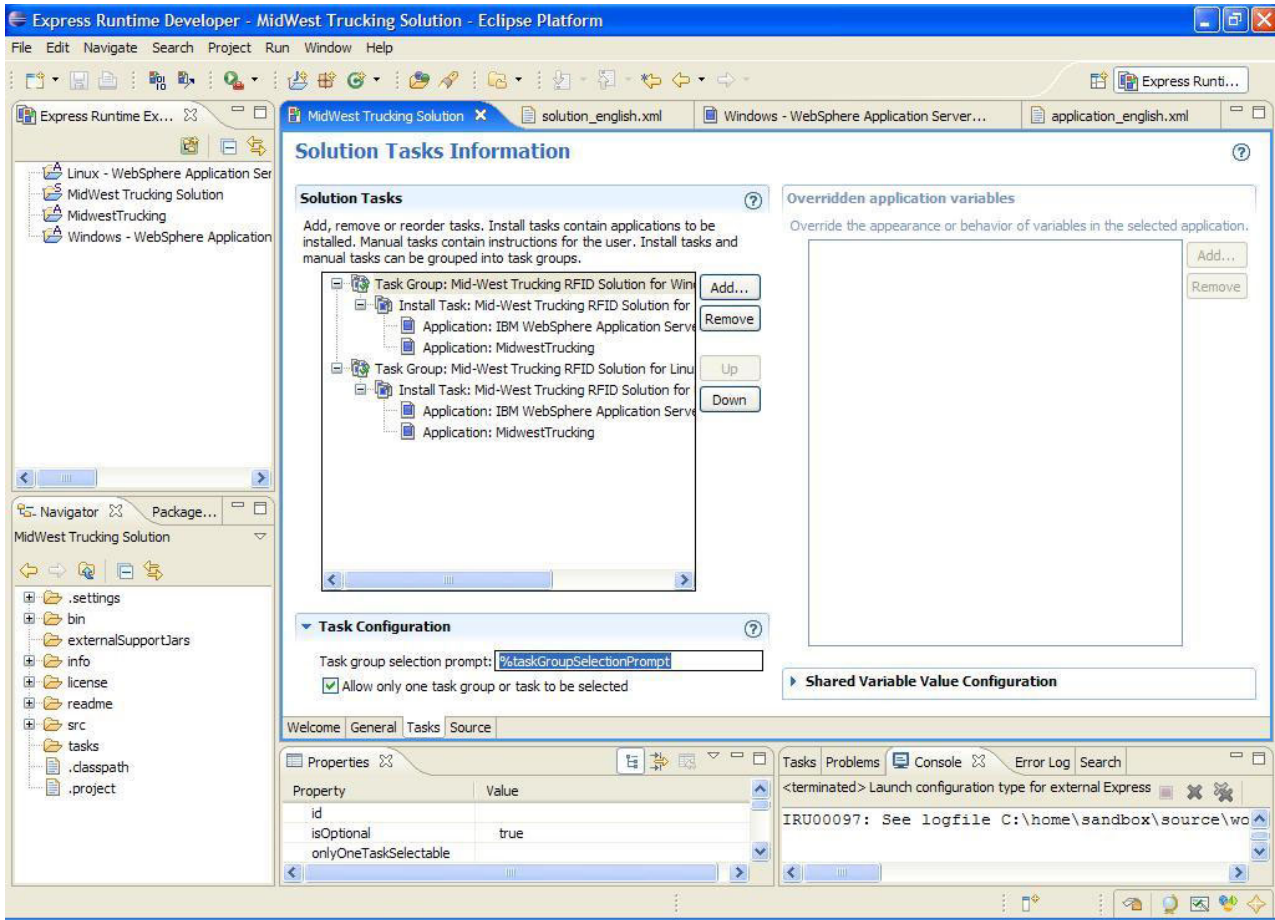 Express Runtime Developer - MidWest Trucking Solution - Eclipse Platform
File Edit Navigate Search Project Run Window Help
Express Runti...
Express Runtime Ex...
Linux - WebSphere Application Ser
MidWest Trucking Solution
MidwestTrucking
Windows - WebSphere Application
Navigator Package...
MidWest Trucking Solution
.settings
bin
externalSupportJars
info
license
readme
src
tasks
.classpath
.project
MidWest Trucking Solution solution_english.xml Windows - WebSphere Application Server... application_english.xml
Solution Tasks Information
Solution Tasks
Add, remove or reorder tasks. Install tasks contain applications to be
installed. Manual tasks contain instructions for the user. Install tasks and
manual tasks can be grouped into task groups.
Task Group: Mid-West Trucking RFID Solution for Win
Install Task: Mid-West Trucking RFID Solution for
Application: IBM WebSphere Application Serve
Application: MidwestTrucking
Task Group: Mid-West Trucking RFID Solution for Linu
Install Task: Mid-West Trucking RFID Solution for
Application: IBM WebSphere Application Serve
Application: MidwestTrucking
Add...
Remove
Up
Down
Task Configuration
Task group selection prompt: %taskGroupSelectionPrompt
Allow only one task group or task to be selected
Overridden application variables
Override the appearance or behavior of variables in the selected application.
Add...
Remove
Shared Variable Value Configuration
Welcome General Tasks Source
Properties
Property Value
id
isOptional true
onlyOneTaskSelectable
Tasks Problems Console Error Log Search
<terminated> Launch configuration type for external Express
IRU00097: See logfile C:\home\sandbox\source\wo